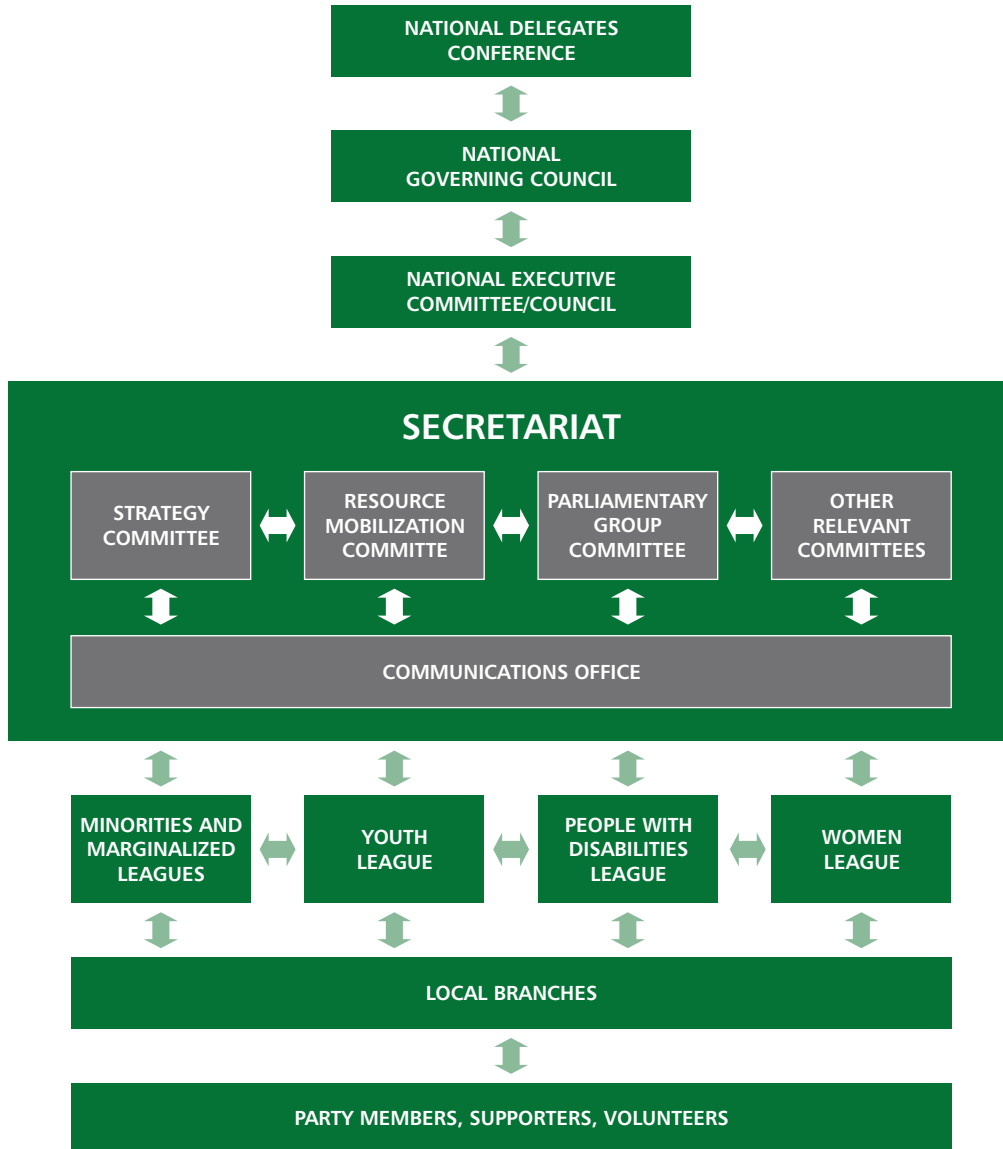 NATIONAL DELEGATES
CONFERENCE
NATIONAL
GOVERNING COUNCIL
NATIONAL EXECUTIVE
COMMITTEE/COUNCIL
SECRETARIAT
STRATEGY
COMMITTEE
RESOURCE
MOBILIZATION
COMMITTE
PARLIAMENTARY
GROUP
COMMITTEE
OTHER
RELEVANT
COMMITTEES
COMMUNICATIONS OFFICE
MINORITIES AND
MARGINALIZED
LEAGUES
YOUTH
LEAGUE
PEOPLE WITH
DISABILITIES
LEAGUE
WOMEN
LEAGUE
LOCAL BRANCHES
PARTY MEMBERS, SUPPORTERS, VOLUNTEERS